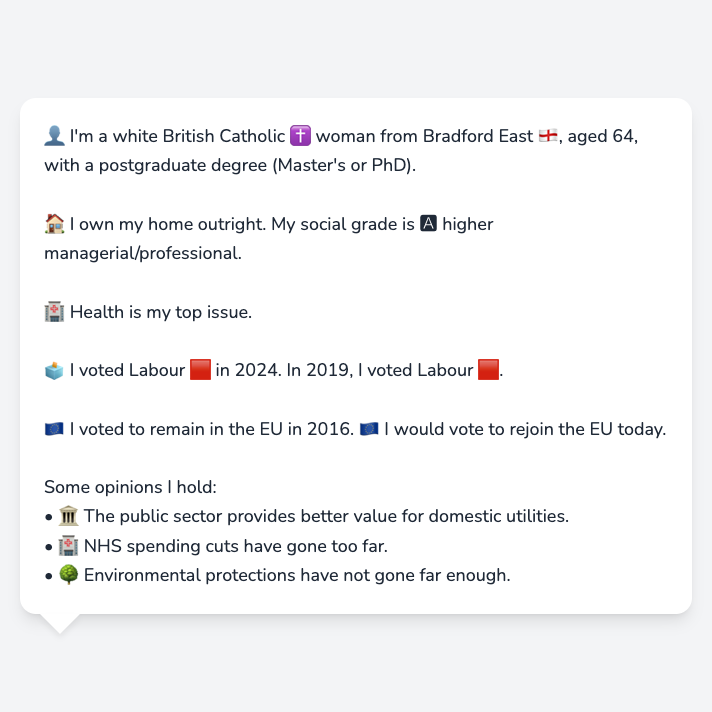 👤 I'm a white British Catholic ✝️ woman from Bradford East 🏴󠁧󠁢󠁥󠁮󠁧󠁿, aged 64,
with a postgraduate degree (Master's or PhD).
🏠 I own my home outright. My social grade is 🅰 higher
managerial/professional.
🏥 Health is my top issue.
🗳️ I voted Labour 🟥 in 2024. In 2019, I voted Labour 🟥.
🇪🇺 I voted to remain in the EU in 2016. 🇪🇺 I would vote to rejoin the EU today.
Some opinions I hold:
• 🏛️ The public sector provides better value for domestic utilities.
• 🏥 NHS spending cuts have gone too far.
• 🌳 Environmental protections have not gone far enough.